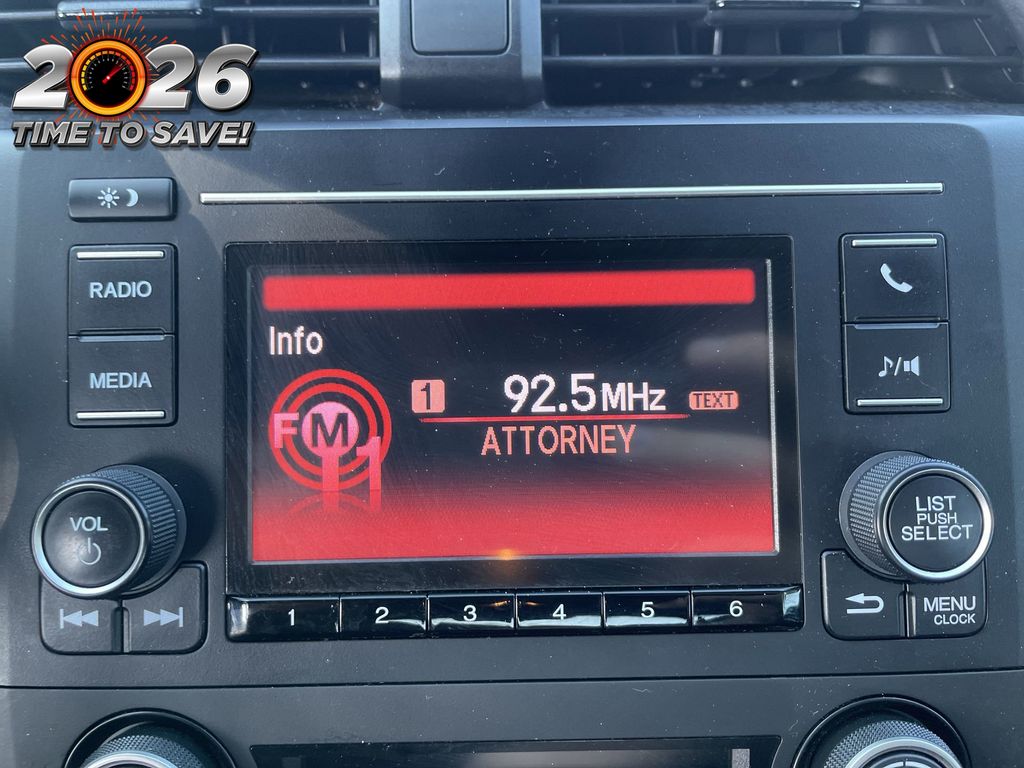 2026
TIME TO SAVE!
RADIO
MEDIA
Info
FM1
1
92.5MHz
TEXT
ATTORNEY
VOL
LIST
PUSH
SELECT
1 2 3 4 5 6
MENU
CLOCK